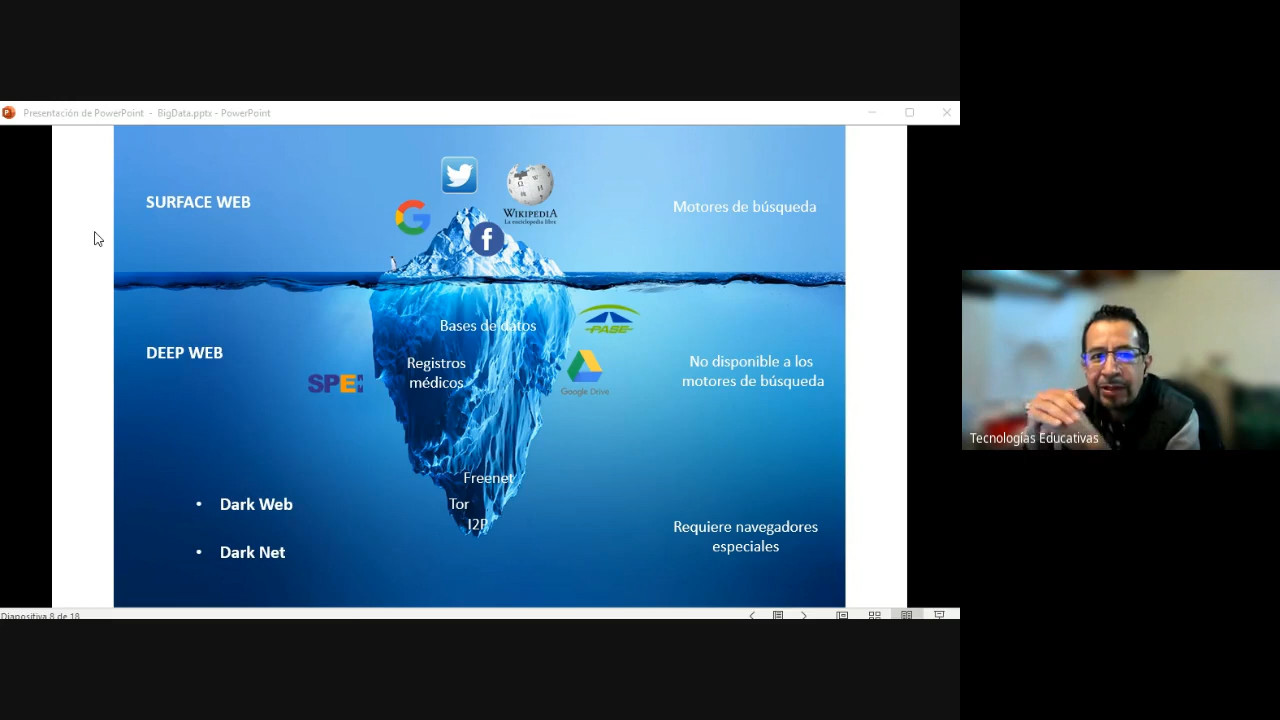 Presentación de PowerPoint - BigData.pptx - PowerPoint
SURFACE WEB
WIKIPEDIA
La enciclopedia libre
Motores de búsqueda
Bases de datos
PASE
DEEP WEB
Registros
médicos
SPEI
Google Drive
No disponible a los
motores de búsqueda
Freenet
Tor
I2P
• Dark Web
• Dark Net
Requiere navegadores
especiales
Diapositiva 8 de 18
Tecnologías Educativas